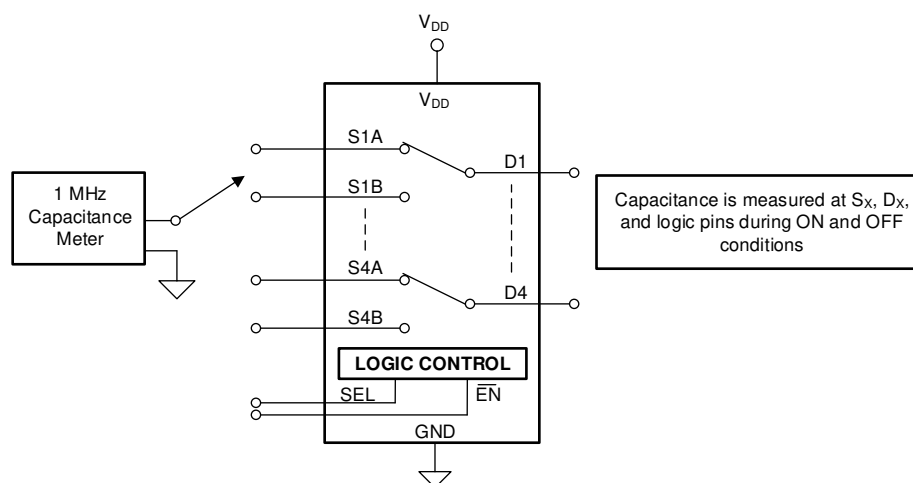 V_DD
V_DD
S1A
D1
S1B
1 MHz
Capacitance
Meter
Capacitance is measured at S_X, D_X,
and logic pins during ON and OFF
conditions
S4A
D4
S4B
LOGIC CONTROL
SEL
E̅N̅
GND